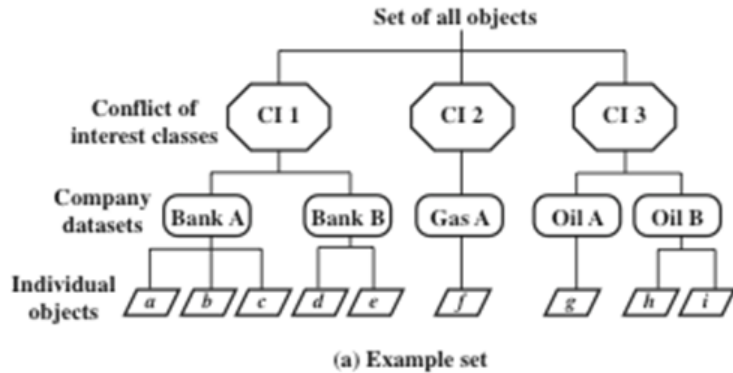 Set of all objects
Conflict of
interest classes
CI 1
CI 2
CI 3
Company
datasets
Bank A
Bank B
Gas A
Oil A
Oil B
Individual
objects
a
b
c
d
e
f
g
h
i
(a) Example set